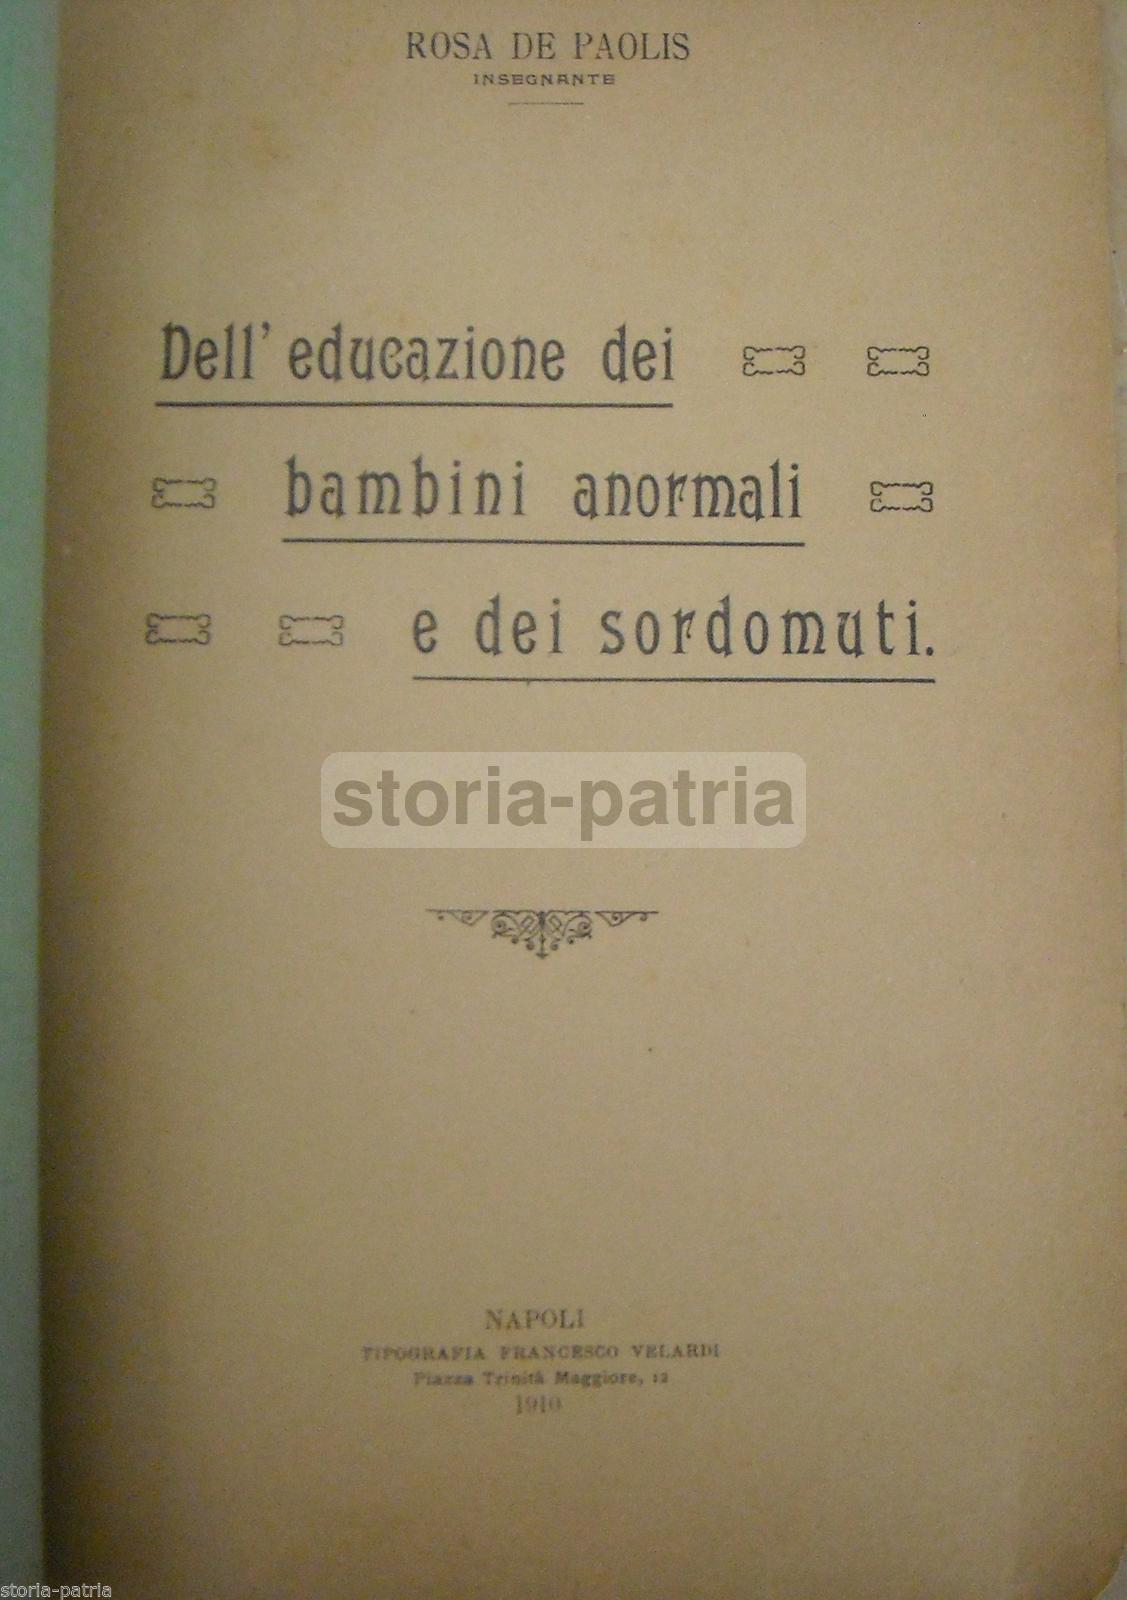 ROSA DE PAOLIS
INSEGNANTE
Dell' educazione dei
bambini anormali
e dei sordomuti.
storia-patria
NAPOLI
TIPOGRAFIA FRANCESCO VELARDI
Piazza Trinità Maggiore, 12
1910
storia-patria